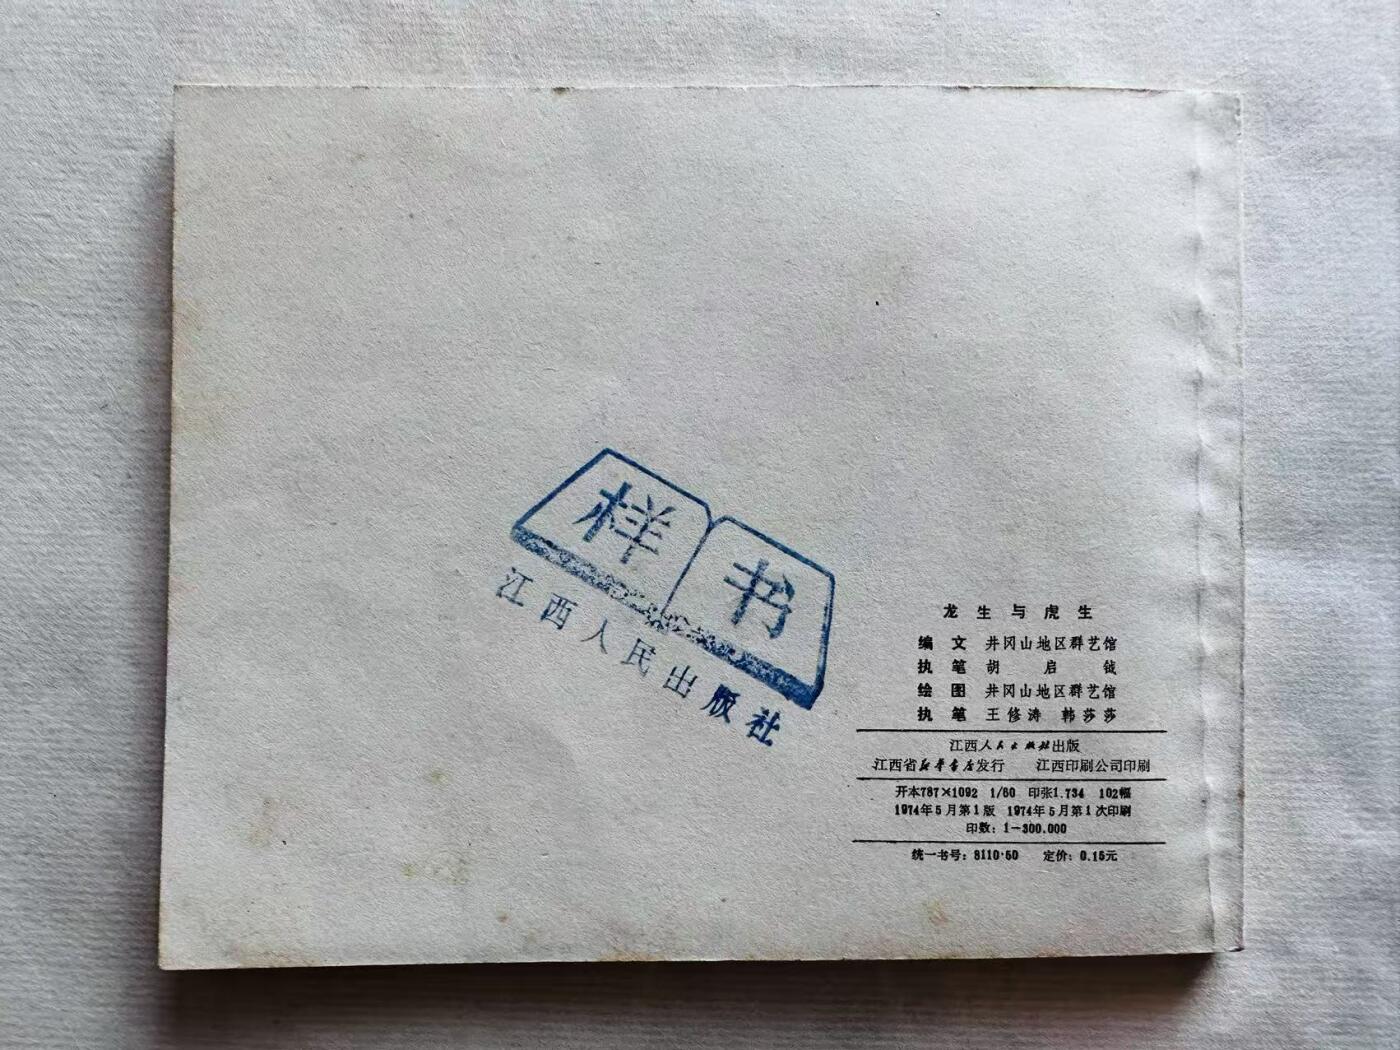 样书
江西人民出版社
龙生与虎生
编文 井冈山地区群艺馆
执笔 胡启钺
绘图 井冈山地区群艺馆
执笔 王修涛 韩莎莎
江西人民出版社出版
江西省新华书店发行 江西印刷公司印刷
开本787×1092 1/60 印张1.734 102幅
1974年5月第1版 1974年5月第1次印刷
印数：1—300.000
统一书号：8110·50 定价：0.15元